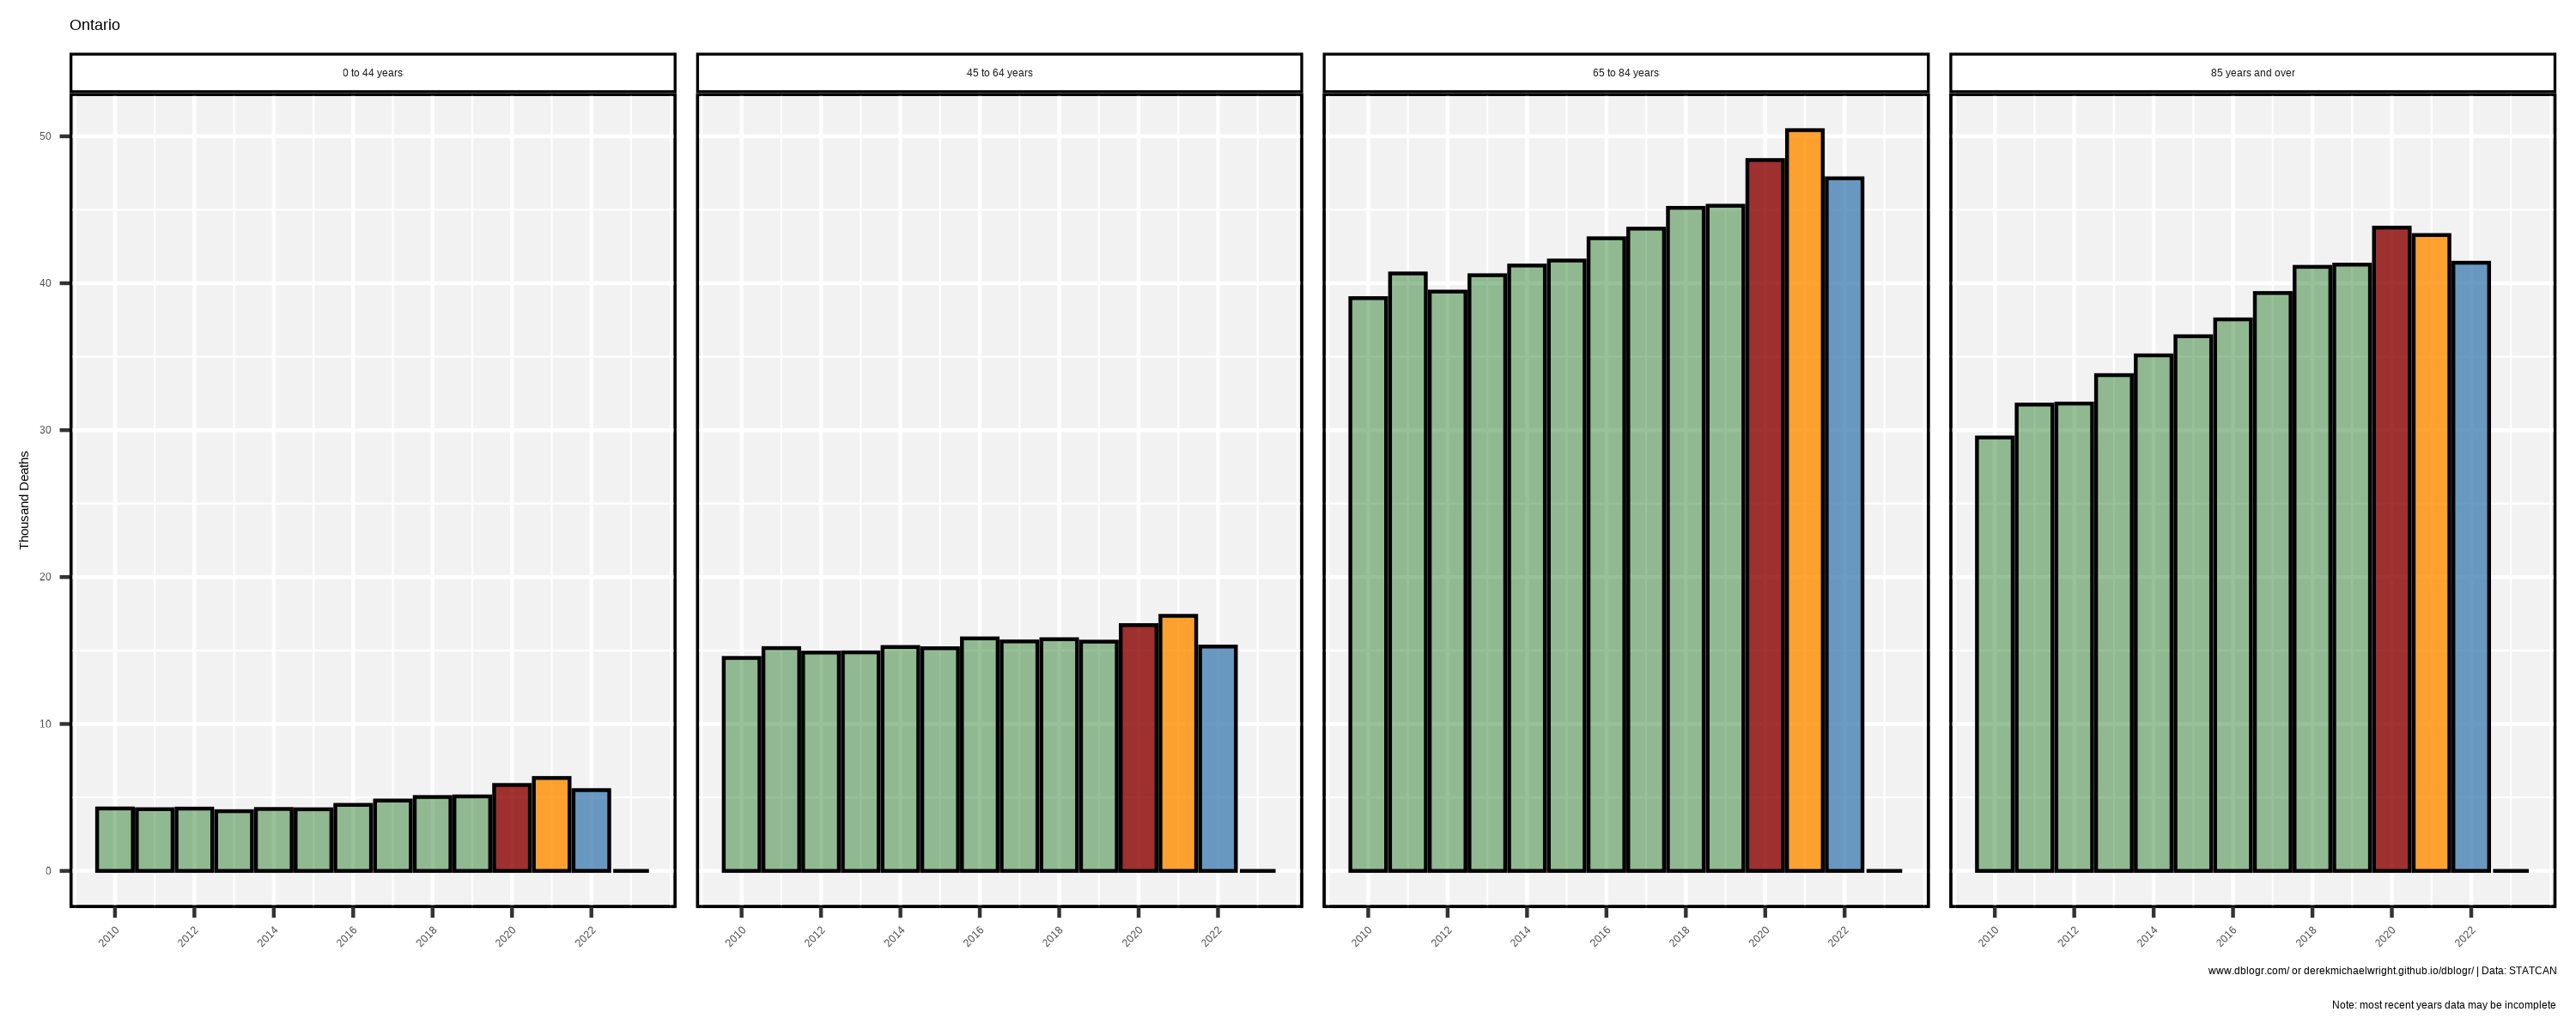 Ontario
0 to 44 years
45 to 64 years
65 to 84 years
85 years and over
Thousand Deaths
50
40
30
20
10
0
2010 2012 2014 2016 2018 2020 2022
2010 2012 2014 2016 2018 2020 2022
2010 2012 2014 2016 2018 2020 2022
2010 2012 2014 2016 2018 2020 2022
www.dblogr.com/ or derekmichaelwright.github.io/dblogr/ | Data: STATCAN
Note: most recent years data may be incomplete